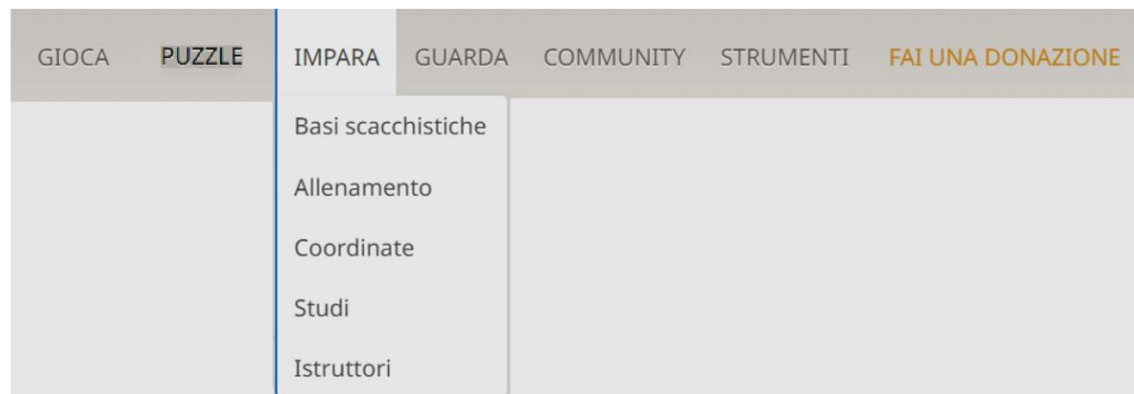 GIOCA PUZZLE IMPARA GUARDA COMMUNITY STRUMENTI FAI UNA DONAZIONE
Basi scacchistiche
Allenamento
Coordinate
Studi
Istruttori